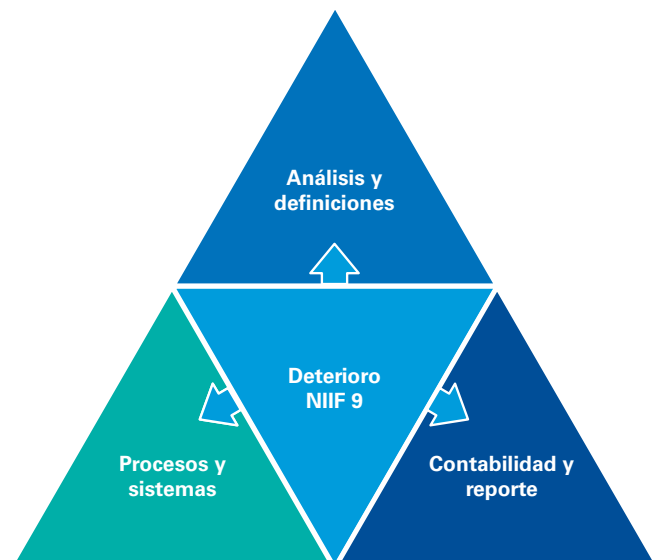 Análisis y
definiciones
Deterioro
NIIF 9
Procesos y
sistemas
Contabilidad y
reporte